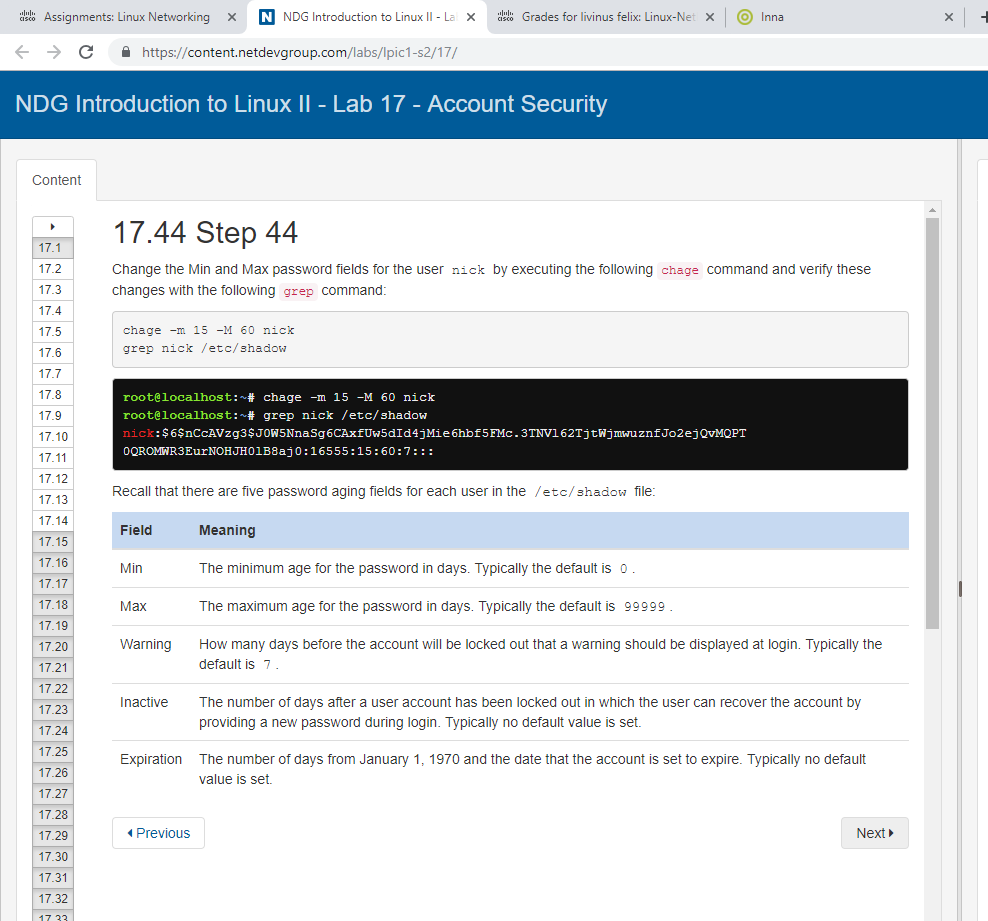 Assignments: Linux Networking
NDG Introduction to Linux II - La
Grades for livinus felix: Linux-Net
Inna
https://content.netdevgroup.com/labs/lpic1-s2/17/
NDG Introduction to Linux II - Lab 17 - Account Security
Content
17.1
17.2
17.3
17.4
17.5
17.6
17.7
17.8
17.9
17.10
17.11
17.12
17.13
17.14
17.15
17.16
17.17
17.18
17.19
17.20
17.21
17.22
17.23
17.24
17.25
17.26
17.27
17.28
17.29
17.30
17.31
17.32
17.33
17.44 Step 44
Change the Min and Max password fields for the user nick by executing the following chage command and verify these
changes with the following grep command:
chage -m 15 -M 60 nick
grep nick /etc/shadow
root@localhost:~# chage -m 15 -M 60 nick
root@localhost:~# grep nick /etc/shadow
nick:$6$nCcAVzg3$J0W5NnaSg6CAxfUw5dId4jMie6hbf5FMc.3TNVl62TjtWjmwuznfJo2ejQvMQPT
0QROMWR3EurNOHJH0lB8aj0:16555:15:60:7:::
Recall that there are five password aging fields for each user in the /etc/shadow file:
Field Meaning
Min The minimum age for the password in days. Typically the default is 0 .
Max The maximum age for the password in days. Typically the default is 99999 .
Warning How many days before the account will be locked out that a warning should be displayed at login. Typically the
default is 7 .
Inactive The number of days after a user account has been locked out in which the user can recover the account by
providing a new password during login. Typically no default value is set.
Expiration The number of days from January 1, 1970 and the date that the account is set to expire. Typically no default
value is set.
Previous
Next